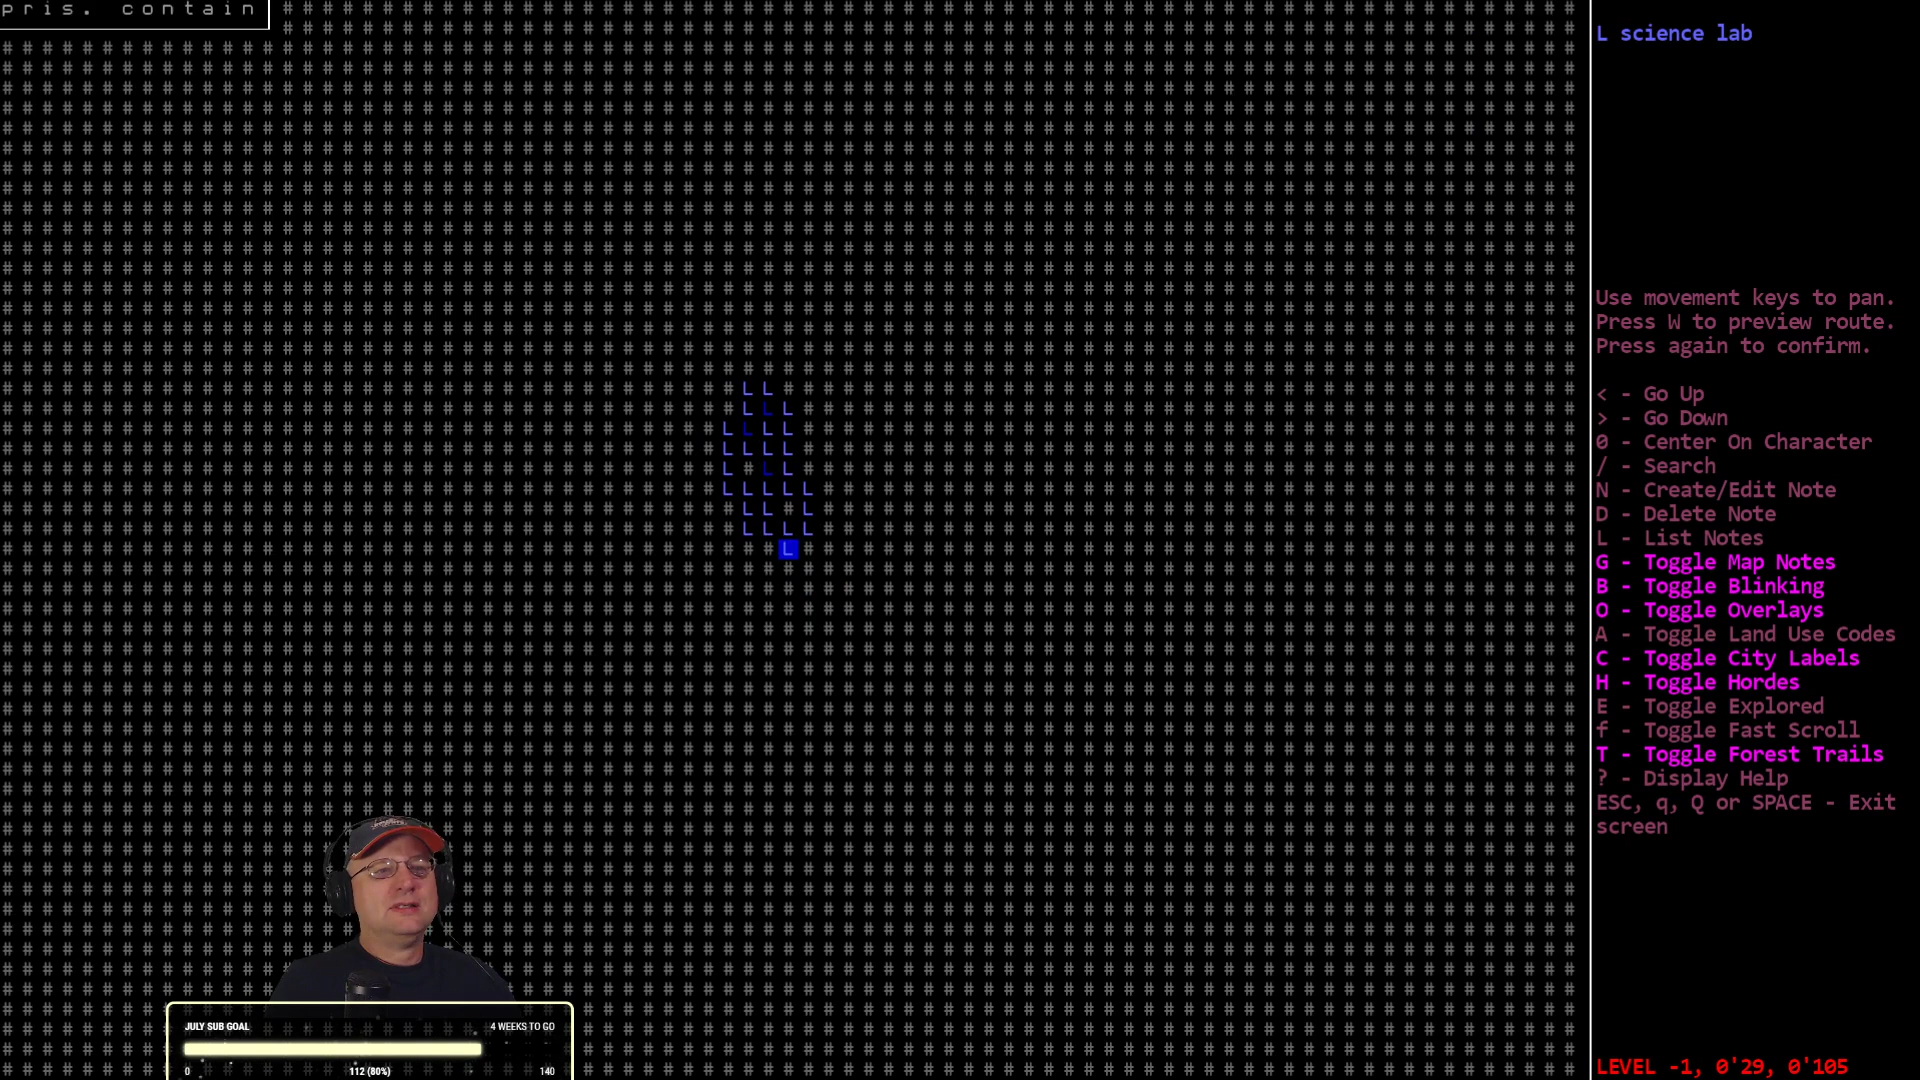 pris. contain
L science lab
Use movement keys to pan.
Press W to preview route.
Press again to confirm.
< - Go Up
> - Go Down
0 - Center On Character
/ - Search
N - Create/Edit Note
D - Delete Note
L - List Notes
G - Toggle Map Notes
B - Toggle Blinking
O - Toggle Overlays
A - Toggle Land Use Codes
C - Toggle City Labels
H - Toggle Hordes
E - Toggle Explored
f - Toggle Fast Scroll
T - Toggle Forest Trails
? - Display Help
ESC, q, Q or SPACE - Exit
screen
L L
L L L
L L L L
L L L L
L L L
L L L L L
L L L
L L L L
L
JULY SUB GOAL 4 WEEKS TO GO
0 112 (80%) 140
LEVEL -1, 0'29, 0'105